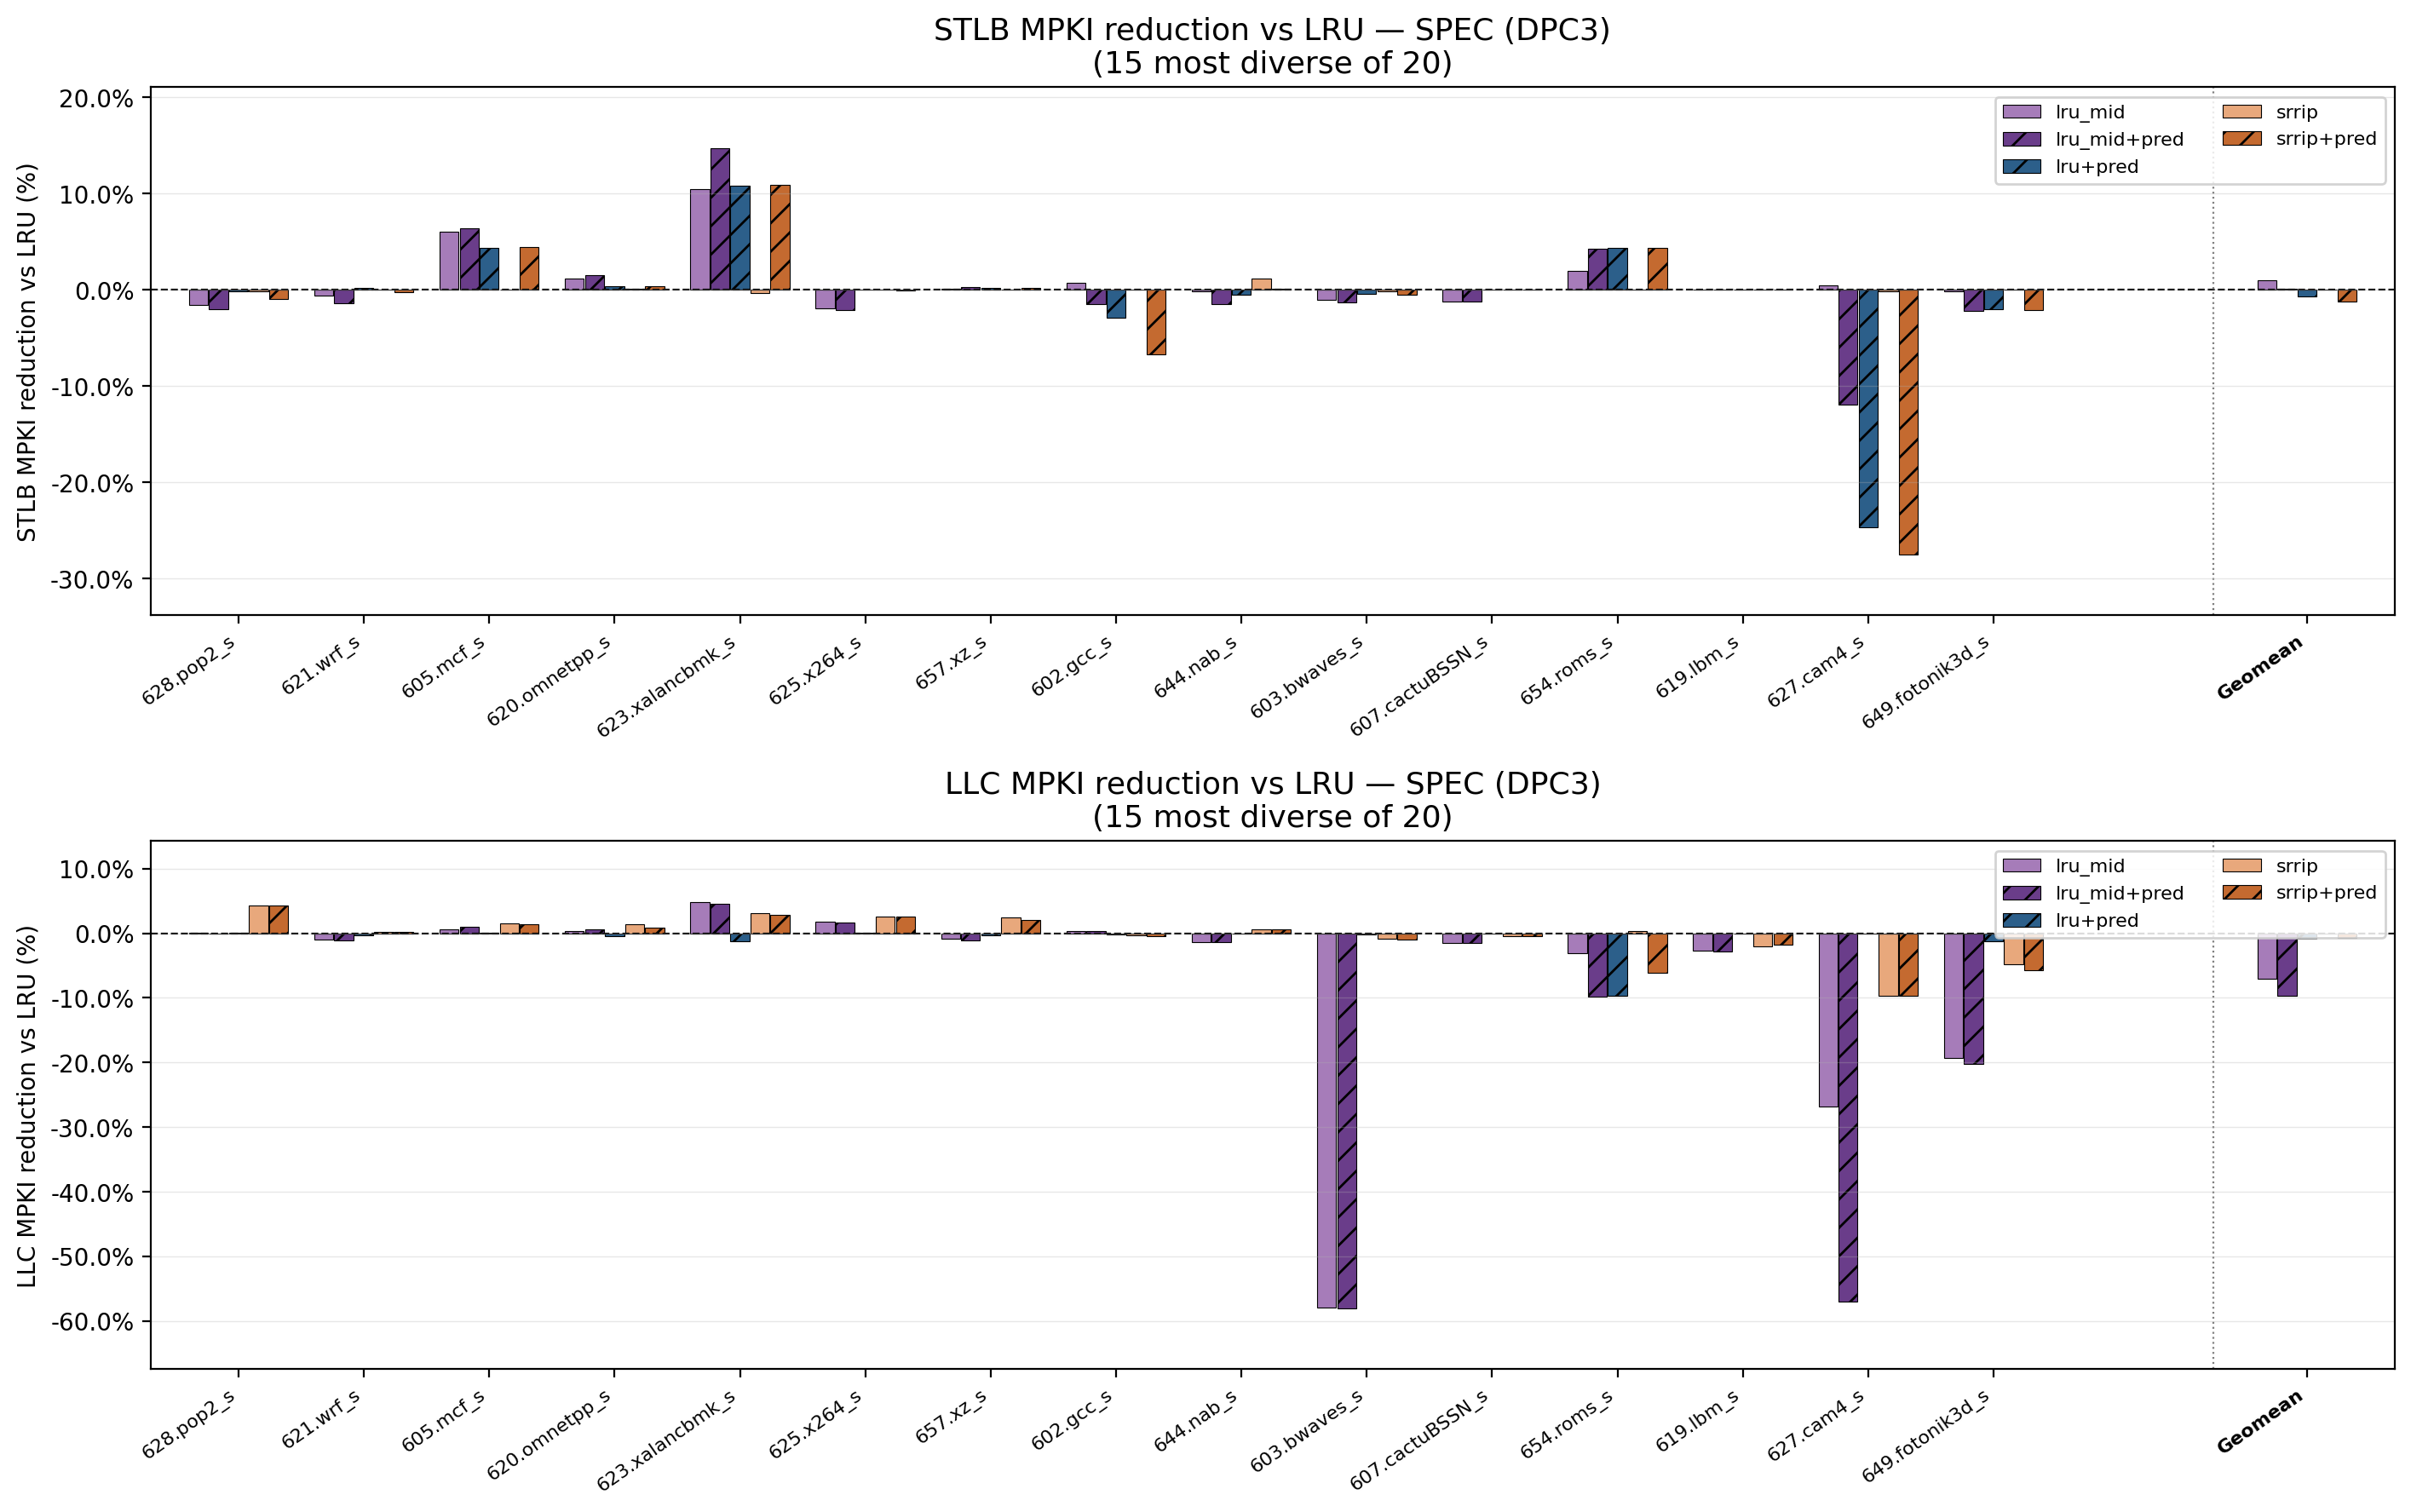 STLB MPKI reduction vs LRU — SPEC (DPC3)
(15 most diverse of 20)
STLB MPKI reduction vs LRU (%)
20.0%
10.0%
0.0%
-10.0%
-20.0%
-30.0%
lru_mid
lru_mid+pred
lru+pred
srrip
srrip+pred
628.pop2_s
621.wrf_s
605.mcf_s
620.omnetpp_s
623.xalancbmk_s
625.x264_s
657.xz_s
602.gcc_s
644.nab_s
603.bwaves_s
607.cactuBSSN_s
654.roms_s
619.lbm_s
627.cam4_s
649.fotonik3d_s
Geomean
LLC MPKI reduction vs LRU — SPEC (DPC3)
(15 most diverse of 20)
LLC MPKI reduction vs LRU (%)
10.0%
0.0%
-10.0%
-20.0%
-30.0%
-40.0%
-50.0%
-60.0%
lru_mid
lru_mid+pred
lru+pred
srrip
srrip+pred
628.pop2_s
621.wrf_s
605.mcf_s
620.omnetpp_s
623.xalancbmk_s
625.x264_s
657.xz_s
602.gcc_s
644.nab_s
603.bwaves_s
607.cactuBSSN_s
654.roms_s
619.lbm_s
627.cam4_s
649.fotonik3d_s
Geomean